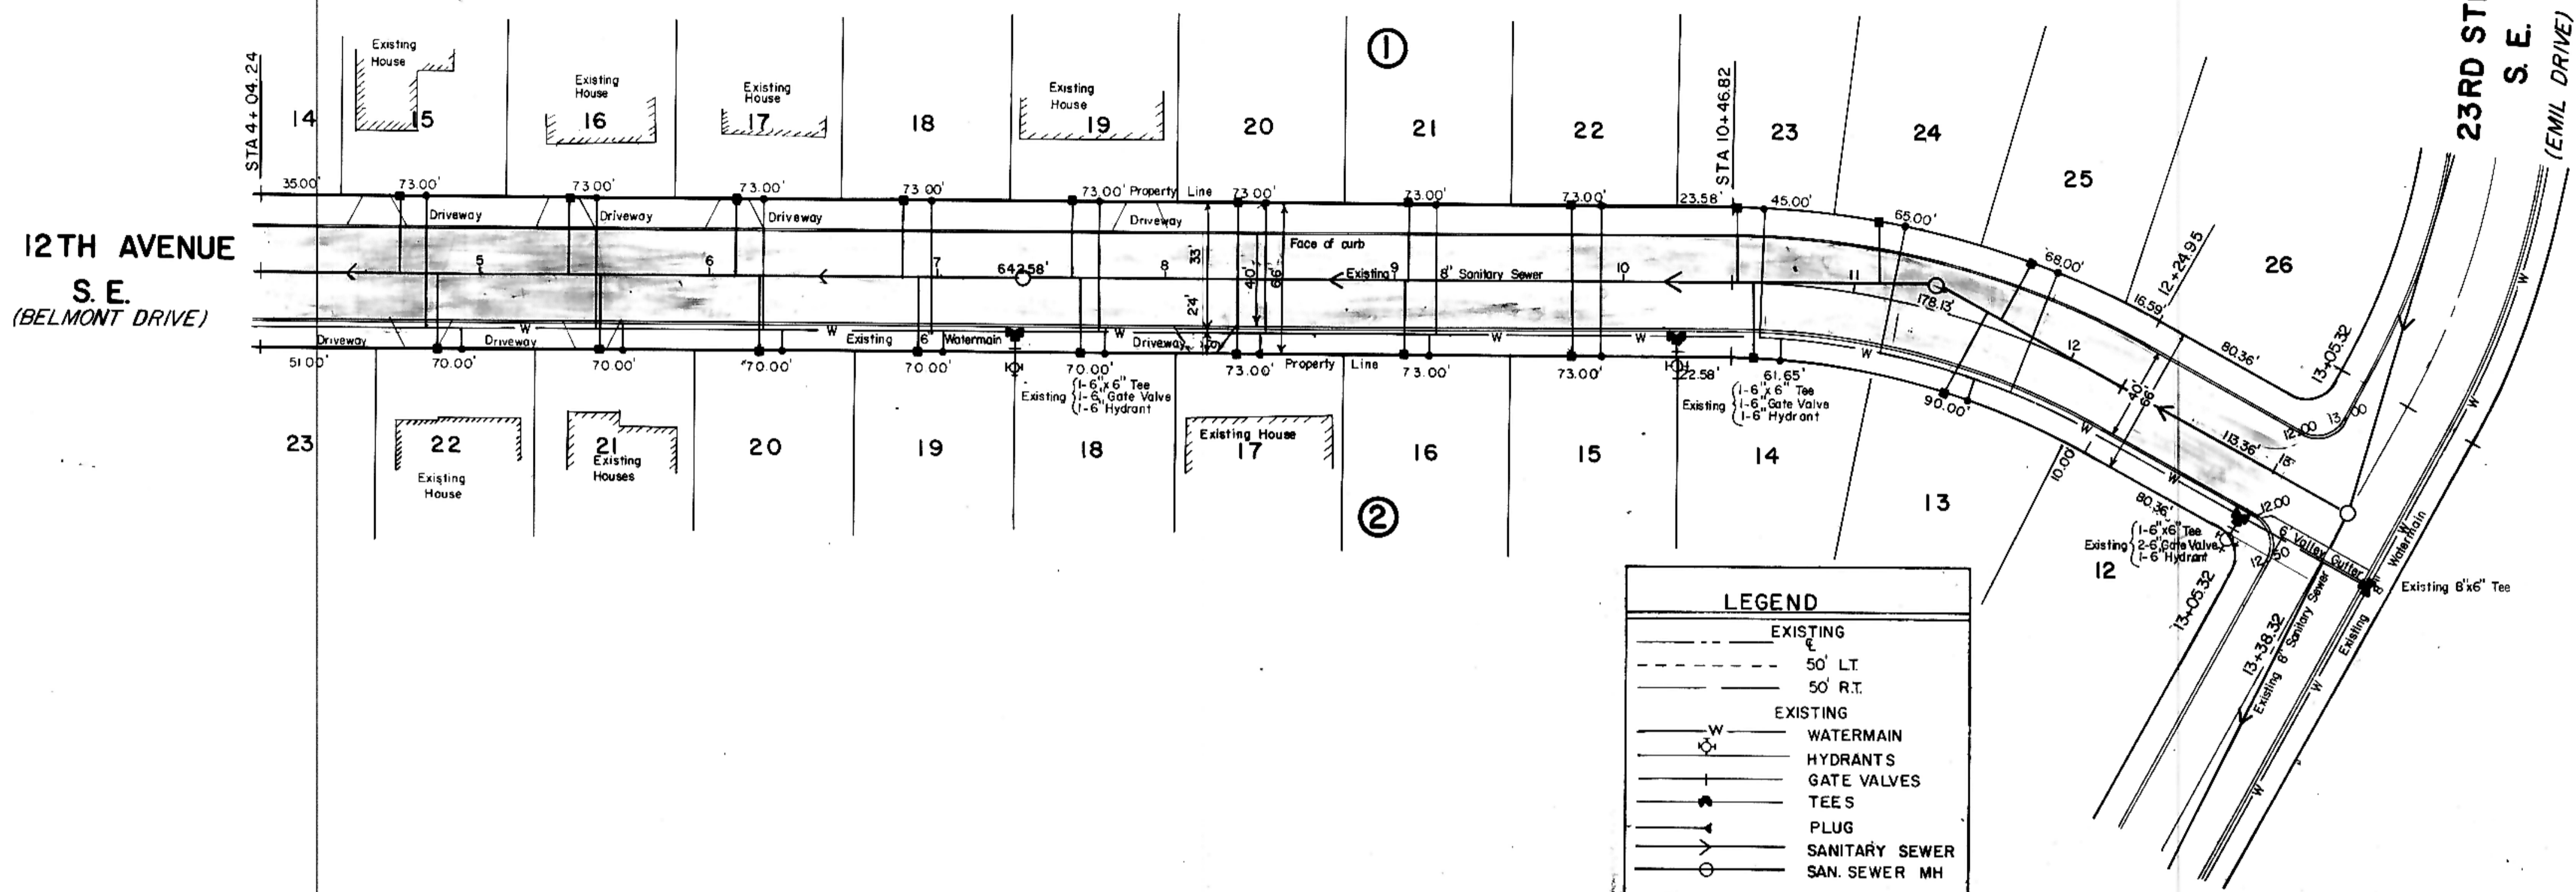 12TH AVENUE
S. E.
(BELMONT DRIVE)
STA 4+04.24
14
Existing
House
15
Existing
House
16
Existing
House
17
18
Existing
House
19
20
①
21
22
STA 10+46.82
23
24
25
26
12+24.95
23RD
S. E.
(EMIL DRIVE)
35.00'
73.00'
73.00'
73.00'
73.00'
73.00'
Property Line
73.00'
73.00'
73.00'
23.58'
45.00'
65.00'
68.00'
16.59'
80.36'
13+05.32
Driveway
Driveway
Driveway
Driveway
Face of curb
33'
40'
66'
24'
5
6
7
642.58'
8
9
10
11
12
13
Existing 8" Sanitary Sewer
178.13'
40'
66'
113.36'
12.00
13.00
W
W
Existing 6" Watermain
W
W
W
W
W
W
W
Driveway
Driveway
Driveway
51.00'
70.00'
70.00'
70.00'
70.00'
70.00'
73.00'
Property Line
73.00'
73.00'
22.58'
61.65'
90.00'
10.00'
80.36'
12.00
12.50
6' Valley Gutter
Existing
1-6"x6" Tee
1-6" Gate Valve
1-6" Hydrant
Existing
1-6"x6" Tee
1-6" Gate Valve
1-6" Hydrant
Existing
1-6"x6" Tee
2-6" Gate Valve
1-6" Hydrant
23
22
Existing
House
21
Existing
Houses
20
19
18
Existing House
17
16
②
15
14
13
12
13+05.32
13+38.32
Existing 8" Sanitary Sewer
Existing 8" Watermain
Existing 8"x6" Tee
W
W
W
W
W
LEGEND
EXISTING
℄
50' LT.
50' R.T.
EXISTING
W WATERMAIN
HYDRANTS
GATE VALVES
TEES
PLUG
SANITARY SEWER
SAN. SEWER MH